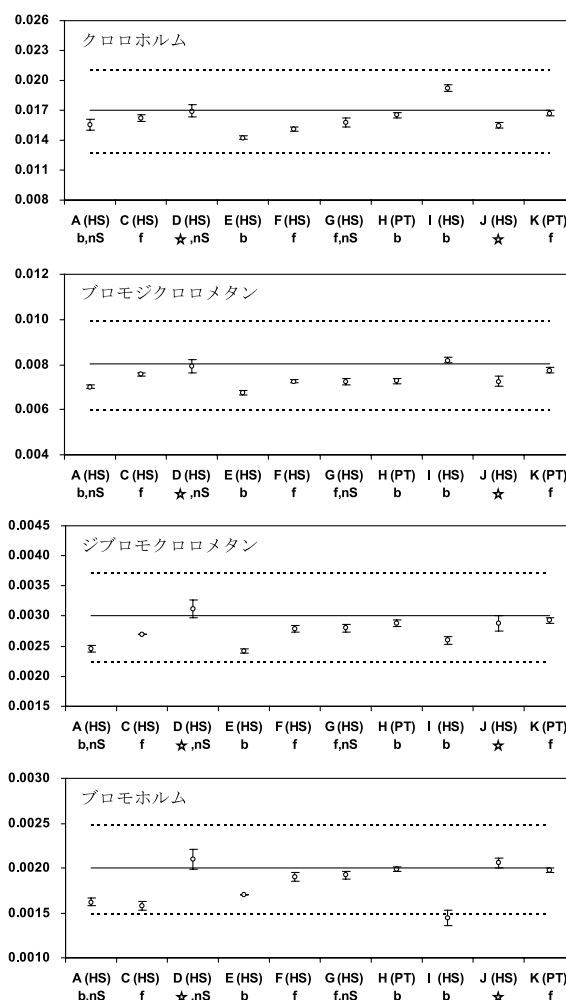 0.026
クロロホルム
0.023
0.020
0.017
0.014
0.011
0.008
A (HS) C (HS) D (HS) E (HS) F (HS) G (HS) H (PT) I (HS) J (HS) K (PT)
b,nS f ☆,nS b f f,nS b b ☆ f
0.012
ブロモジクロロメタン
0.010
0.008
0.006
0.004
A (HS) C (HS) D (HS) E (HS) F (HS) G (HS) H (PT) I (HS) J (HS) K (PT)
b,nS f ☆,nS b f f,nS b b ☆ f
0.0045
ジブロモクロロメタン
0.0040
0.0035
0.0030
0.0025
0.0020
0.0015
A (HS) C (HS) D (HS) E (HS) F (HS) G (HS) H (PT) I (HS) J (HS) K (PT)
b,nS f ☆,nS b f f,nS b b ☆ f
0.0030
ブロモホルム
0.0025
0.0020
0.0015
0.0010
A (HS) C (HS) D (HS) E (HS) F (HS) G (HS) H (PT) I (HS) J (HS) K (PT)
b,nS f ☆,nS b f f,nS b b ☆ f